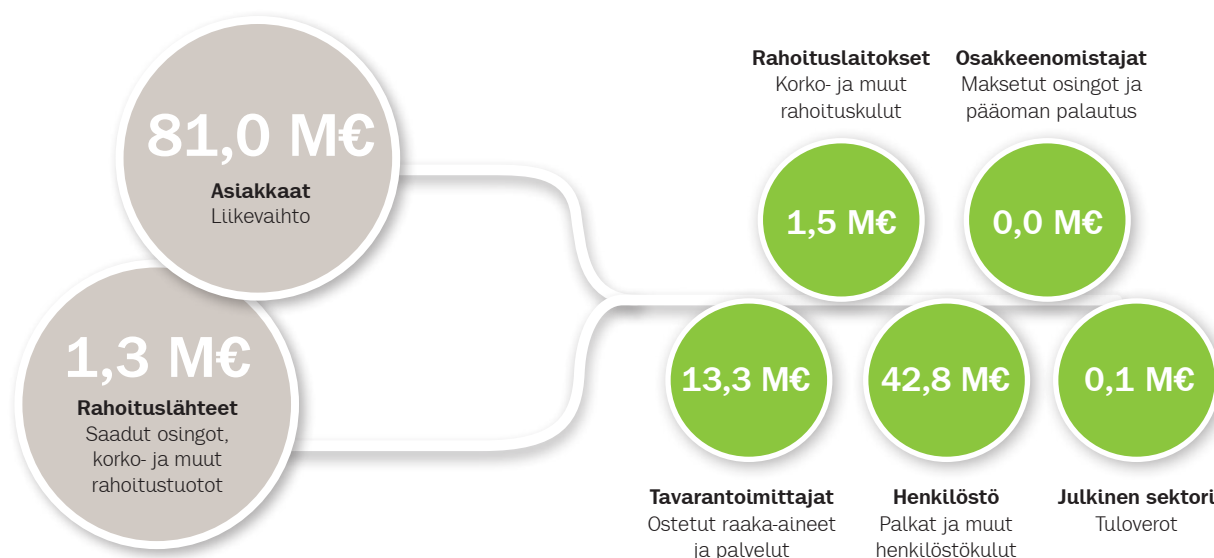 81,0 M€
Asiakkaat
Liikevaihto
1,3 M€
Rahoituslähteet
Saadut osingot,
korko- ja muut
rahoitustuotot
Rahoituslaitokset
Korko- ja muut
rahoituskulut
1,5 M€
Osakkeenomistajat
Maksetut osingot ja
pääoman palautus
0,0 M€
13,3 M€
Tavarantoimittajat
Ostetut raaka-aineet
ja palvelut
42,8 M€
Henkilöstö
Palkat ja muut
henkilöstökulut
0,1 M€
Julkinen sektori
Tuloverot